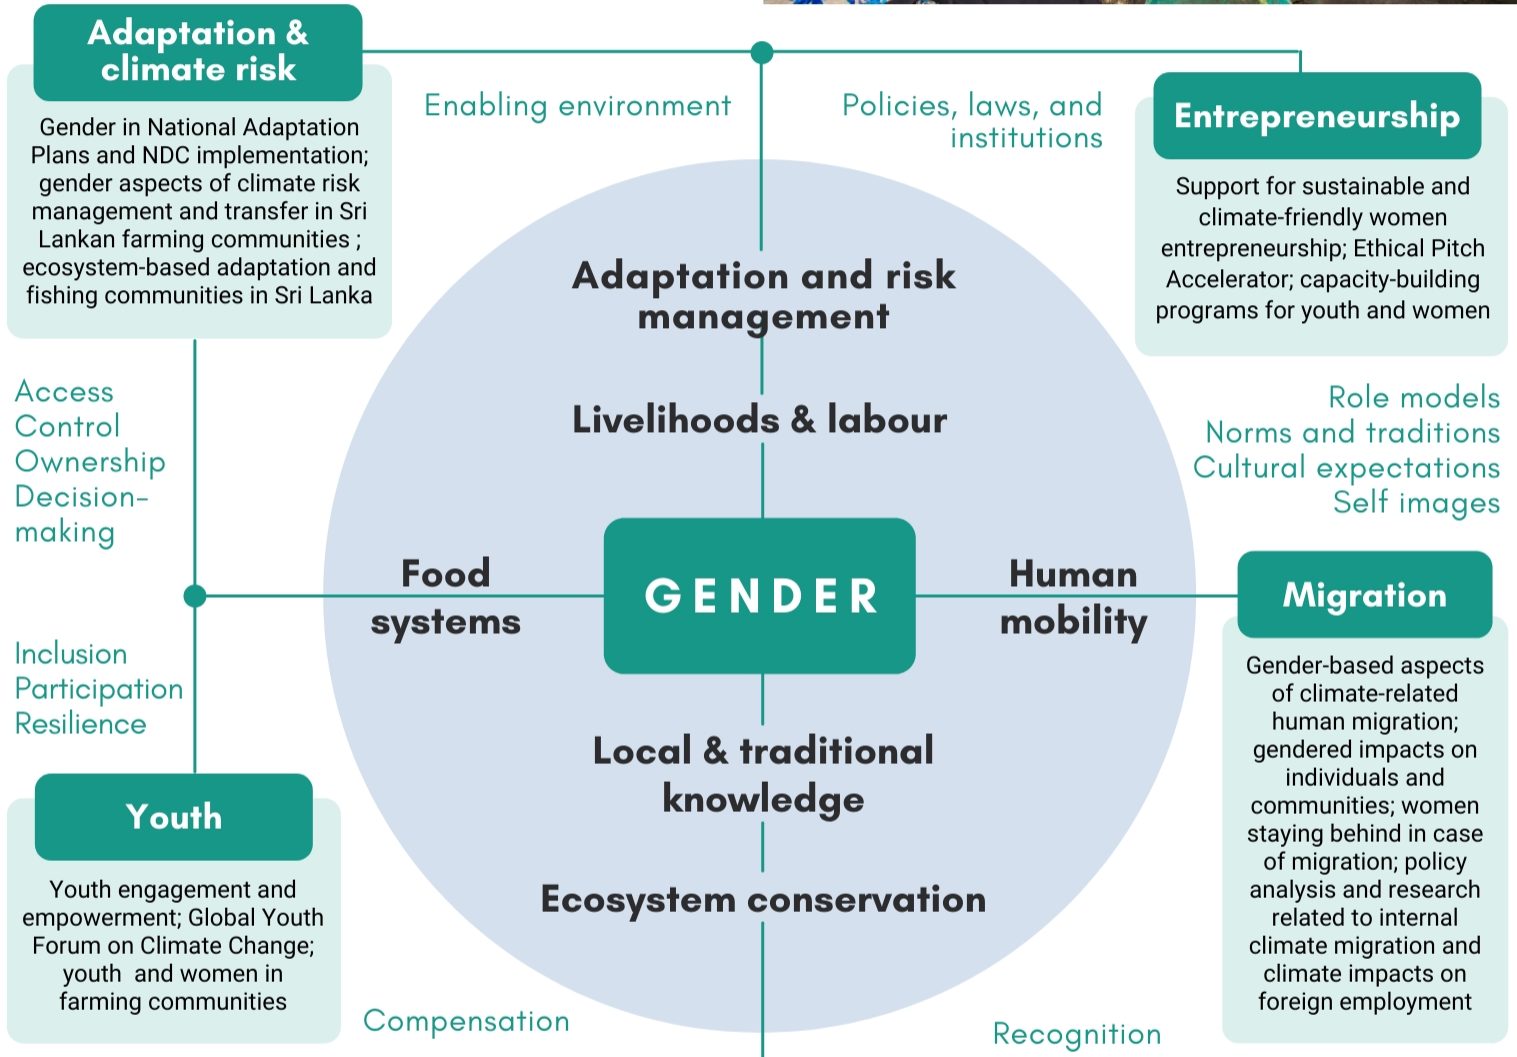 Adaptation &
climate risk
Gender in National Adaptation
Plans and NDC implementation;
gender aspects of climate risk
management and transfer in Sri
Lankan farming communities ;
ecosystem-based adaptation and
fishing communities in Sri Lanka
Enabling environment
Policies, laws, and
institutions
Entrepreneurship
Support for sustainable and
climate-friendly women
entrepreneurship; Ethical Pitch
Accelerator; capacity-building
programs for youth and women
Adaptation and risk
management
Livelihoods & labour
Access
Control
Ownership
Decision-
making
Role models
Norms and traditions
Cultural expectations
Self images
Food
systems
GENDER
Human
mobility
Inclusion
Participation
Resilience
Migration
Gender-based aspects
of climate-related
human migration;
gendered impacts on
individuals and
communities; women
staying behind in case
of migration; policy
analysis and research
related to internal
climate migration and
climate impacts on
foreign employment
Local & traditional
knowledge
Ecosystem conservation
Youth
Youth engagement and
empowerment; Global Youth
Forum on Climate Change;
youth  and women in
farming communities
Compensation
Recognition